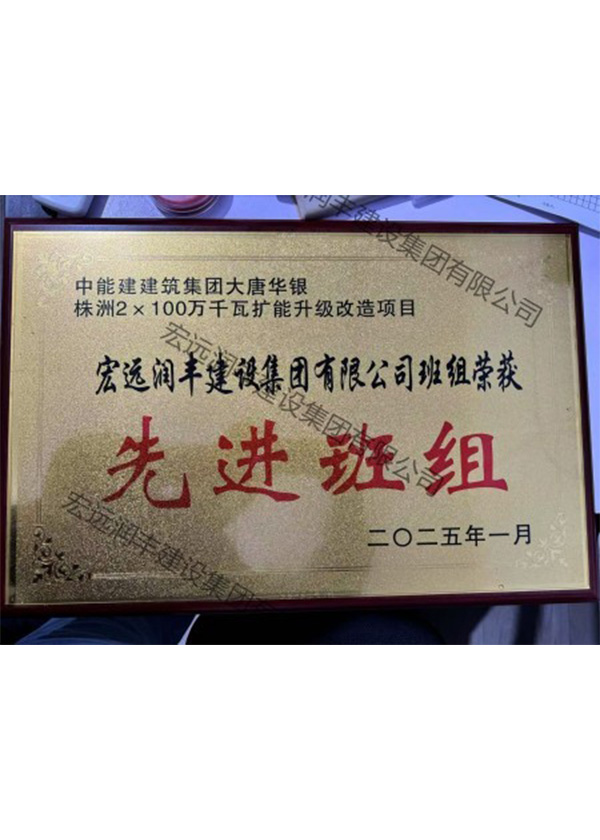 中能建建筑集团大唐华银
株洲2×100万千瓦扩能升级改造项目
宏远润丰建设集团有限公司班组荣获
先进班组
二〇二五年一月
润丰建设集团有限公司
宏远润丰建设集团有限公司
宏远润丰建设集团